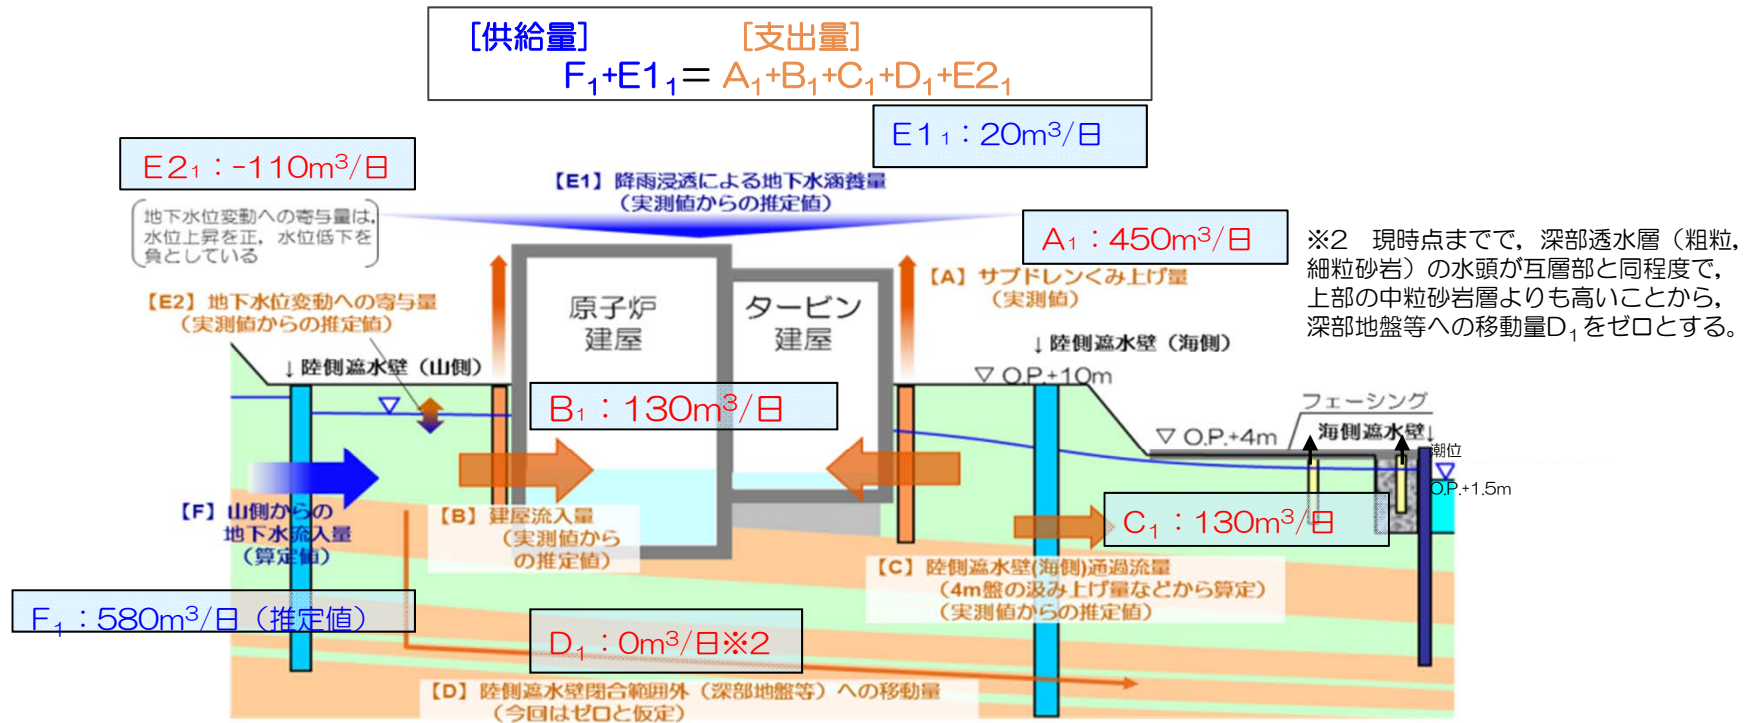 [供給量] [支出量]
F₁+E1₁= A₁+B₁+C₁+D₁+E2₁
E1₁：20m³/日
E2₁：-110m³/日
【E1】降雨浸透による地下水涵養量
（実測値からの推定値）
地下水位変動への寄与量は，
水位上昇を正，水位低下を
負としている
A₁：450m³/日
※2 現時点までで，深部透水層（粗粒，
細粒砂岩）の水頭が互層部と同程度で，
上部の中粒砂岩層よりも高いことから，
深部地盤等への移動量D₁をゼロとする。
【A】サブドレンくみ上げ量
（実測値）
【E2】地下水位変動への寄与量
（実測値からの推定値）
原子炉
建屋
タービン
建屋
↓陸側遮水壁（山側）
↓陸側遮水壁（海側）
▽ O.P.+10m
B₁：130m³/日
フェーシング
▽ O.P.+4m
海側遮水壁↓
潮位
O.P.+1.5m
【F】山側からの
地下水流入量
（算定値）
【B】建屋流入量
（実測値から
の推定値）
C₁：130m³/日
【C】陸側遮水壁(海側)通過流量
（4m盤の汲み上げ量などから算定）
（実測値からの推定値）
F₁：580m³/日（推定値）
D₁：0m³/日※2
【D】陸側遮水壁閉合範囲外（深部地盤等）への移動量
（今回はゼロと仮定）